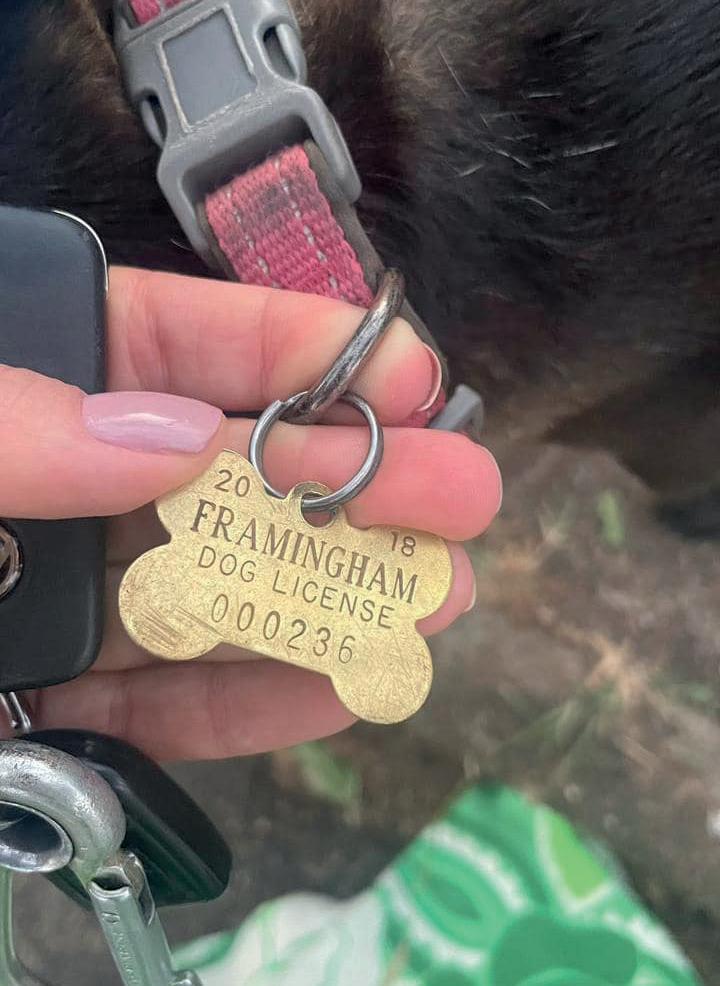 20 18
FRAMINGHAM
DOG LICENSE
000236